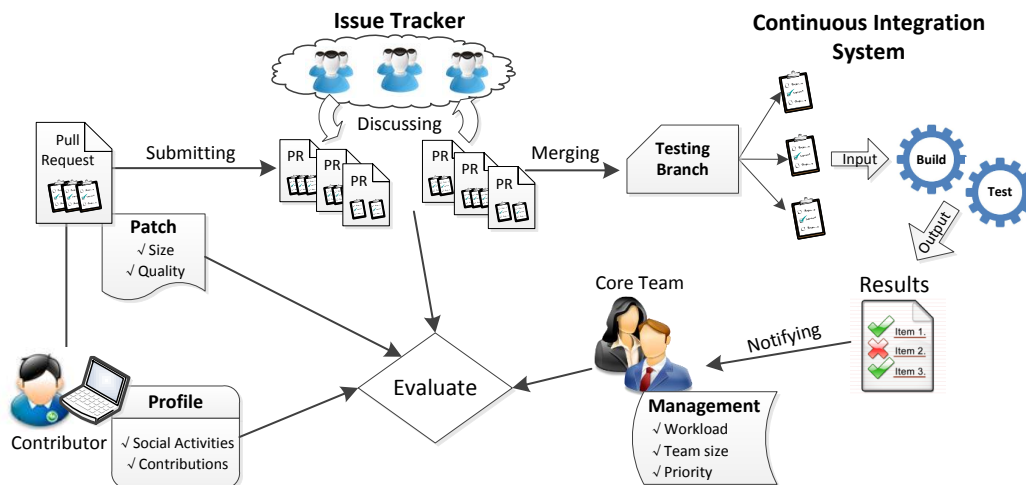 Issue Tracker
Continuous Integration
System
Pull
Request
Submitting
Discussing
PR
PR
PR
PR
PR
PR
Merging
Testing
Branch
Input
Build
Test
Output
Patch
√ Size
√ Quality
Core Team
Results
Item 1.
Item 2.
Item 3.
Notifying
Evaluate
Contributor
Profile
√ Social Activities
√ Contributions
Management
√ Workload
√ Team size
√ Priority